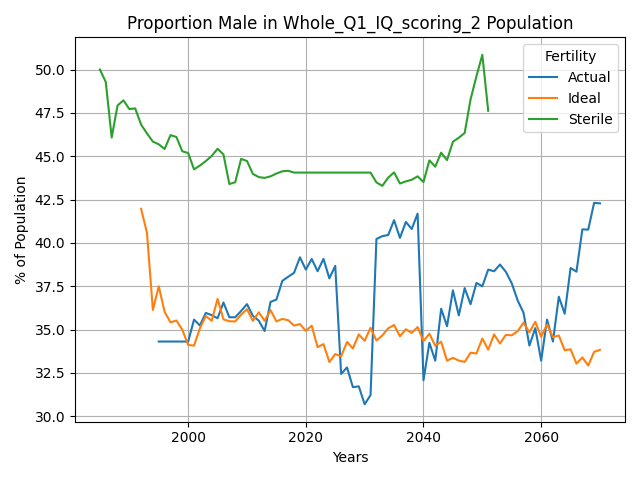 Proportion Male in Whole_Q1_IQ_scoring_2 Population
Fertility
Actual
Ideal
Sterile
% of Population
50.0
47.5
45.0
42.5
40.0
37.5
35.0
32.5
30.0
2000
2020
2040
2060
Years